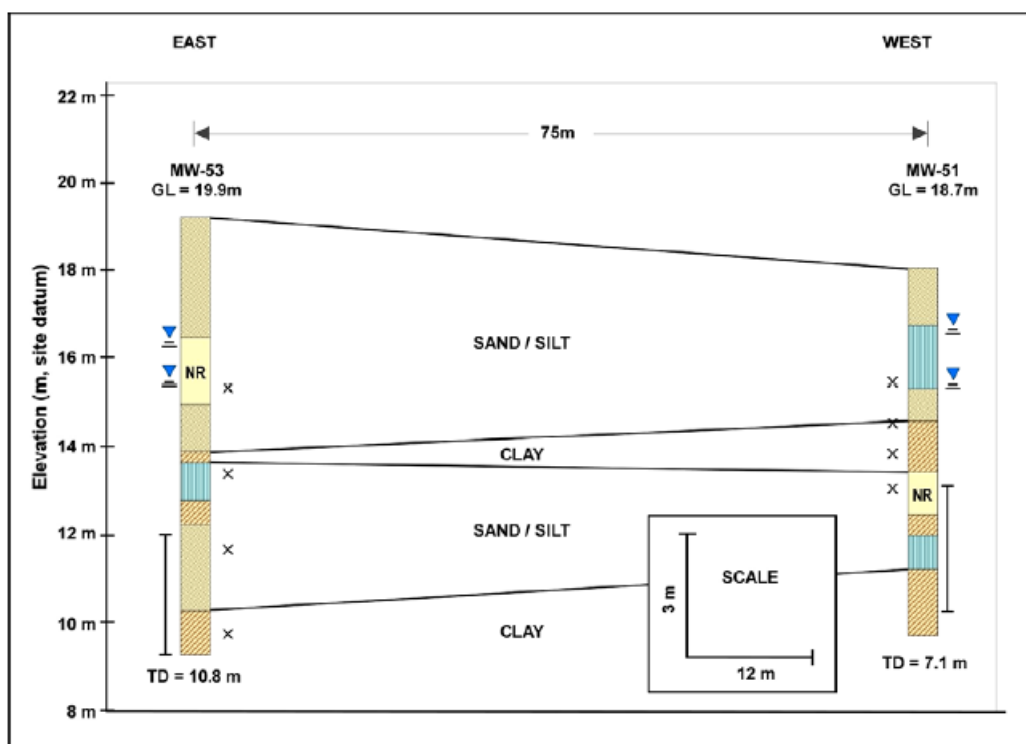 EAST
WEST
22 m
75m
MW-53
GL = 19.9m
MW-51
GL = 18.7m
20 m
18 m
SAND / SILT
16 m
NR
14 m
CLAY
NR
12 m
SAND / SILT
SCALE
3 m
12 m
10 m
CLAY
TD = 10.8 m
TD = 7.1 m
8 m
Elevation (m, site datum)
x
x
x
x
x
x
x
x